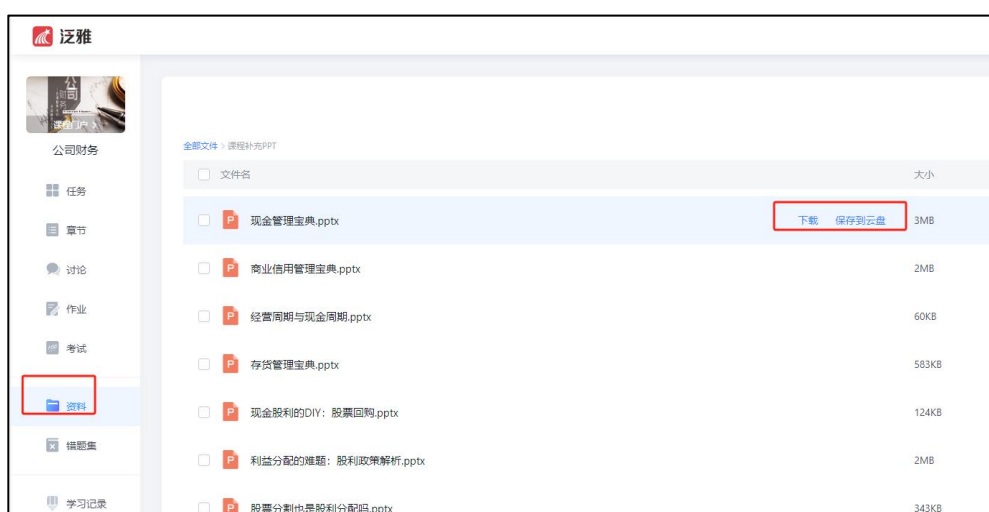 泛雅
公司
财务
课程门户 >
公司财务
任务
章节
讨论
作业
考试
资料
错题集
学习记录
全部文件 > 课程补充PPT
文件名 大小
现金管理宝典.pptx 下载 保存到云盘 3MB
商业信用管理宝典.pptx 2MB
经营周期与现金周期.pptx 60KB
存货管理宝典.pptx 583KB
现金股利的DIY：股票回购.pptx 124KB
利益分配的难题：股利政策解析.pptx 2MB
股票分割也是股利分配吗.pptx 343KB